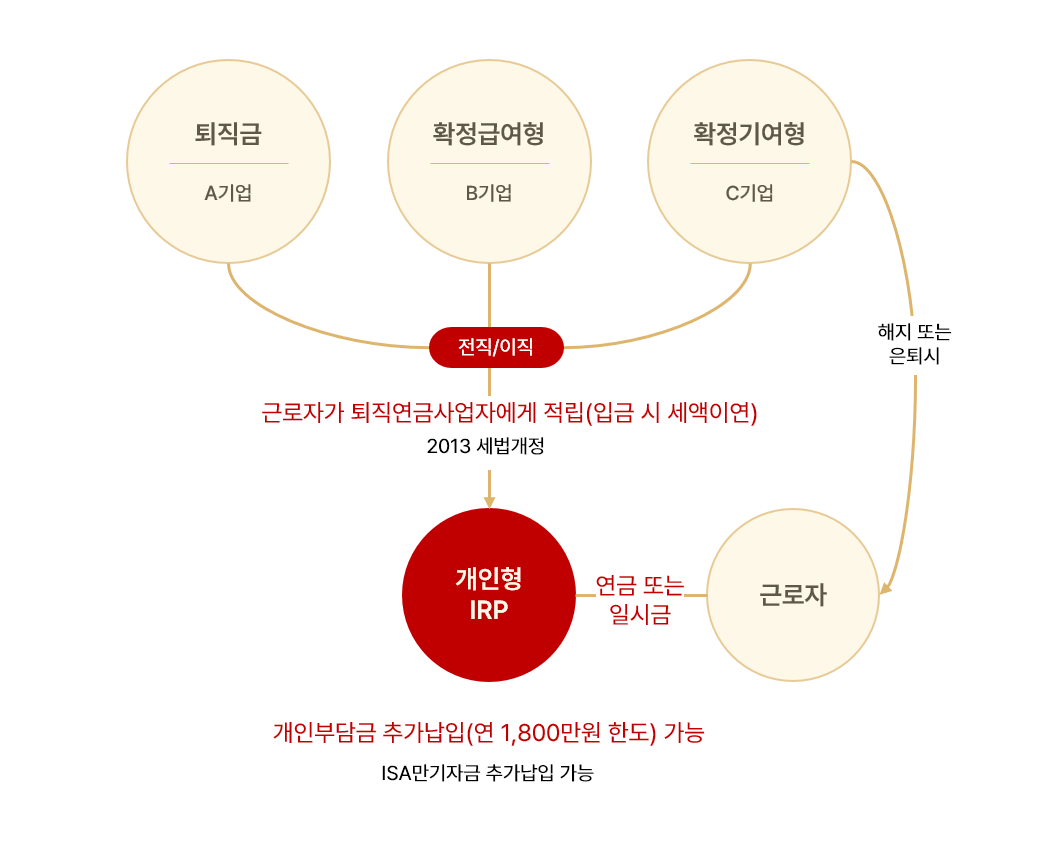 퇴직금
A기업
확정급여형
B기업
확정기여형
C기업
전직/이직
해지 또는
은퇴시
근로자가 퇴직연금사업자에게 적립(입금 시 세액이연)
2013 세법개정
개인형
IRP
연금 또는
일시금
근로자
개인부담금 추가납입(연 1,800만원 한도) 가능
ISA만기자금 추가납입 가능